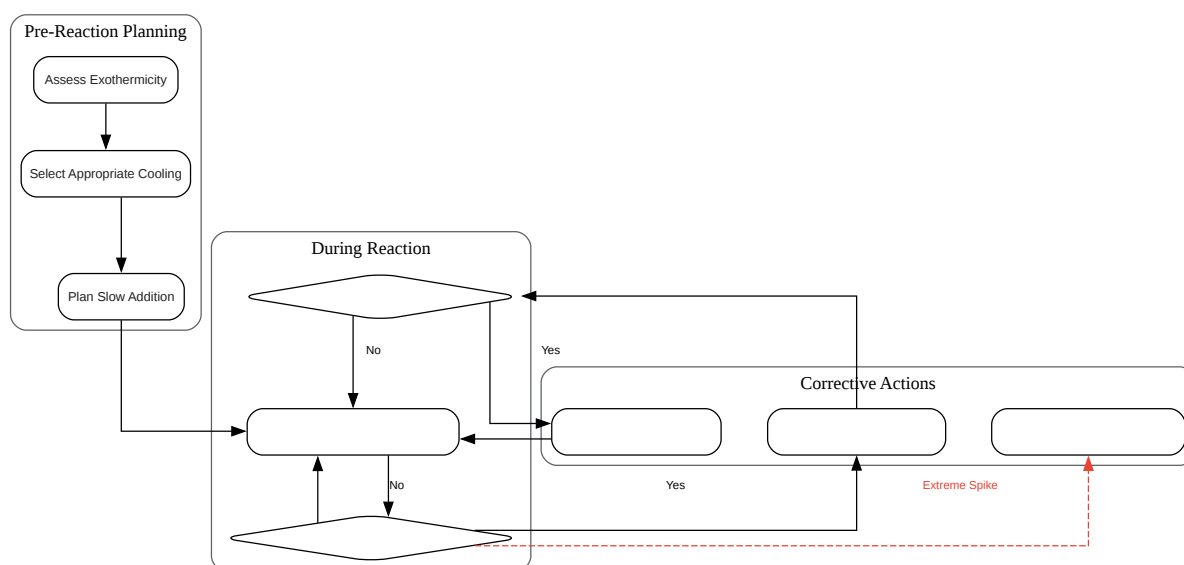 Pre-Reaction Planning
Assess Exothermicity
Select Appropriate Cooling
Plan Slow Addition
During Reaction
No
Yes
Corrective Actions
No
Yes
Extreme Spike